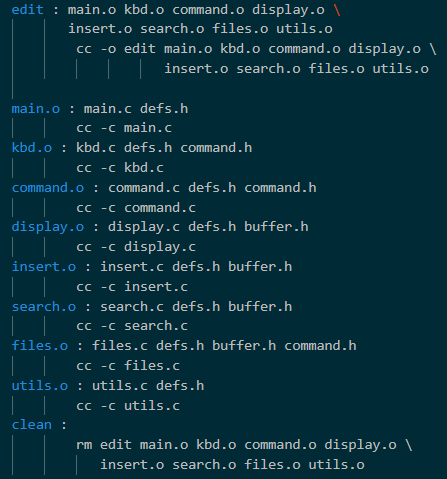 edit : main.o kbd.o command.o display.o \
insert.o search.o files.o utils.o
cc -o edit main.o kbd.o command.o display.o \
insert.o search.o files.o utils.o
main.o : main.c defs.h
cc -c main.c
kbd.o : kbd.c defs.h command.h
cc -c kbd.c
command.o : command.c defs.h command.h
cc -c command.c
display.o : display.c defs.h buffer.h
cc -c display.c
insert.o : insert.c defs.h buffer.h
cc -c insert.c
search.o : search.c defs.h buffer.h
cc -c search.c
files.o : files.c defs.h buffer.h command.h
cc -c files.c
utils.o : utils.c defs.h
cc -c utils.c
clean :
rm edit main.o kbd.o command.o display.o \
insert.o search.o files.o utils.o